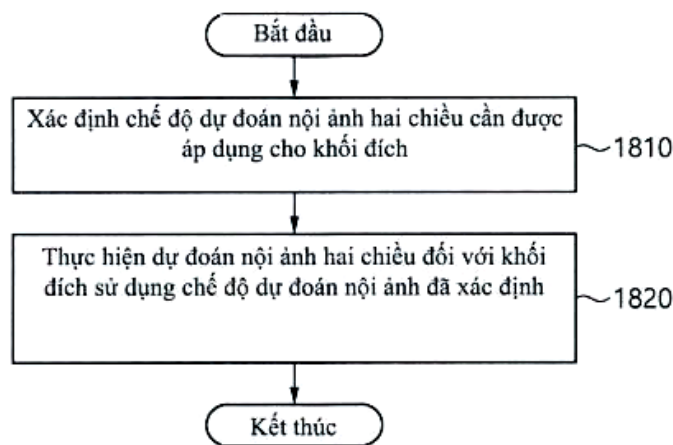 Bắt đầu
Xác định chế độ dự đoán nội ảnh hai chiều cần được
áp dụng cho khối đích
1810
Thực hiện dự đoán nội ảnh hai chiều đối với khối
đích sử dụng chế độ dự đoán nội ảnh đã xác định
1820
Kết thúc